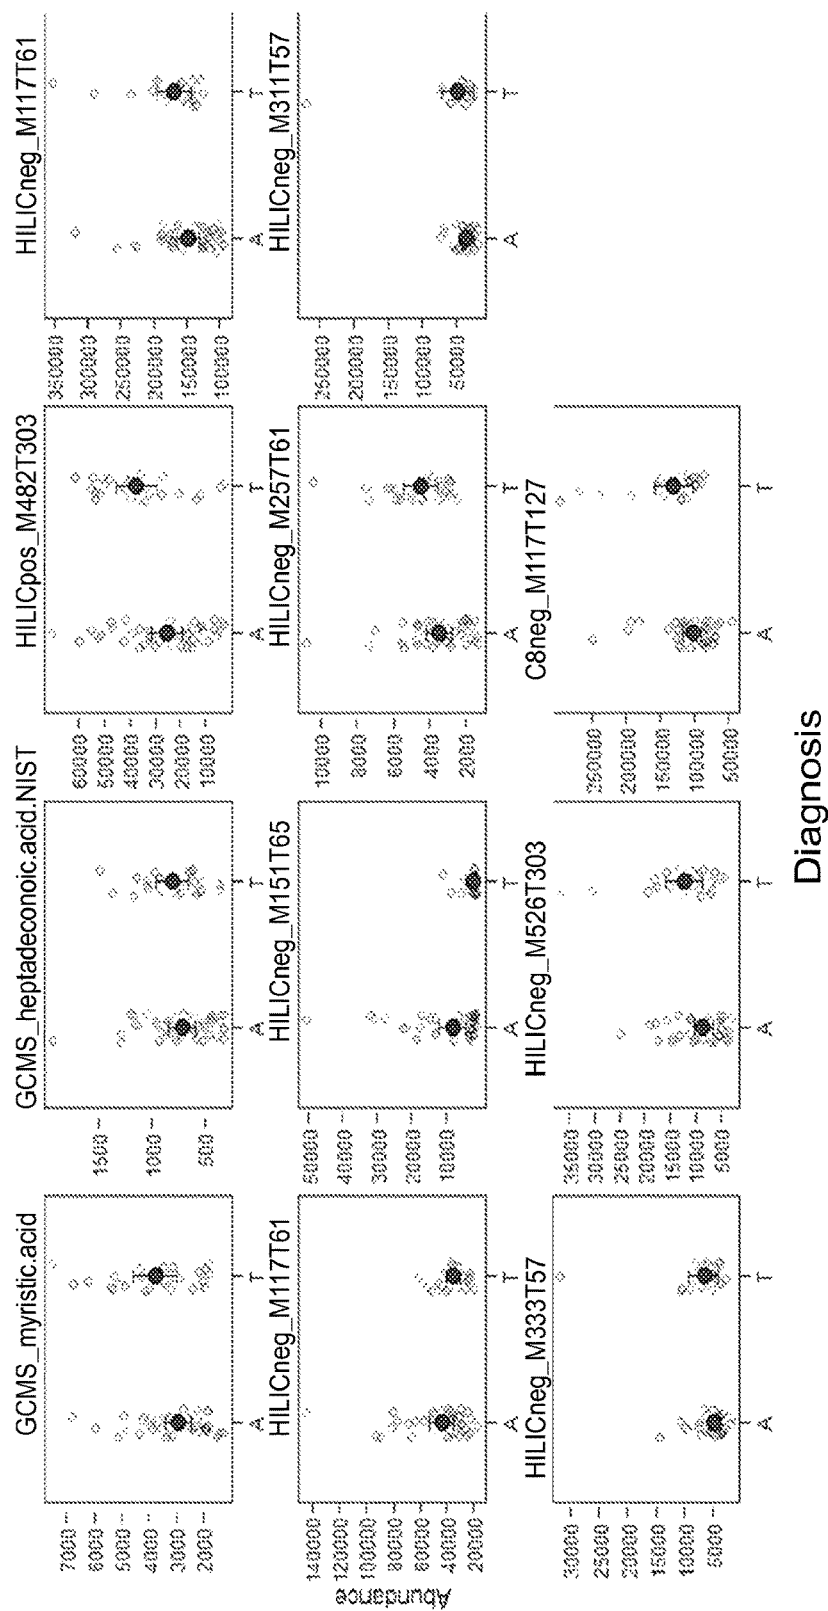 GCMS_myristic.acid
7000
6000
5000
4000
3000
2000
A T
GCMS_heptadeconoic.acid.NIST
1500
1000
500
A T
HILICpos_M482T303
60000
50000
40000
30000
20000
10000
A T
HILICneg_M117T61
350000
300000
250000
200000
150000
100000
A T
Abundance
HILICneg_M117T61
140000
120000
100000
80000
60000
40000
20000
A T
HILICneg_M151T65
50000
40000
30000
20000
10000
A T
HILICneg_M257T61
10000
8000
6000
4000
2000
A T
HILICneg_M311T57
250000
200000
150000
100000
50000
A T
HILICneg_M333T57
30000
25000
20000
15000
10000
5000
A T
HILICneg_M526T303
35000
30000
25000
20000
15000
10000
5000
A T
C8neg_M117T127
250000
200000
150000
100000
50000
A T
Diagnosis